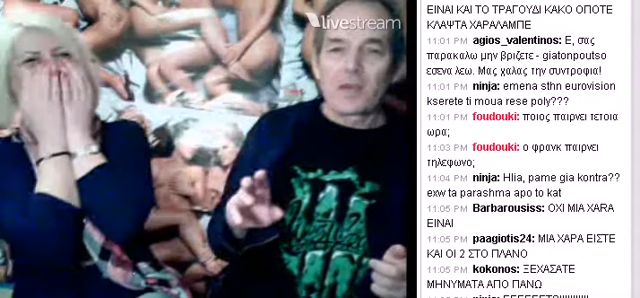 livestream
ΕΙΝΑΙ ΚΑΙ ΤΟ ΤΡΑΓΟΥΔΙ ΚΑΚΟ ΟΠΟΤΕ
ΚΛΑΨΤΑ ΧΑΡΑΛΑΜΠΕ
11:01 PM agios_valentinos: Ε, σας
παρακαλω μην βριζετε - giatonpoutso
εσενα λεω. Μας χαλας την συντροφια!
11:01 PM ninja: emena sthn eurovision
kserete ti moua rese poly???
11:01 PM foudouki: ποιος παιρνει τετοια
ωρα;
11:03 PM foudouki: ο φρανκ παιρνει
τηλεφωνο;
11:04 PM ninja: Hlia, pame gia kontra??
exw ta parashma apo to kat
11:05 PM Barbarousiss: ΟΧΙ ΜΙΑ ΧΑRΑ
ΕΙΝΑΙ
11:05 PM paagiotis24: ΜΙΑ ΧΑΡΑ ΕΙΣΤΕ
ΚΑΙ ΟΙ 2 ΣΤΟ ΠΛΑΝΟ
11:05 PM kokonos: ΞΕΧΑΣΑΤΕ
ΜΗΝΥΜΑΤΑ ΑΠΟ ΠΑΝΩ